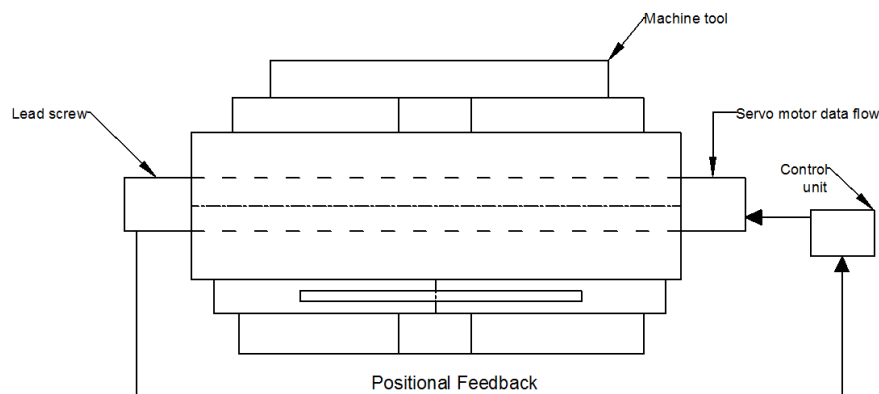 Machine tool
Lead screw
Servo motor data flow
Control
unit
Positional Feedback